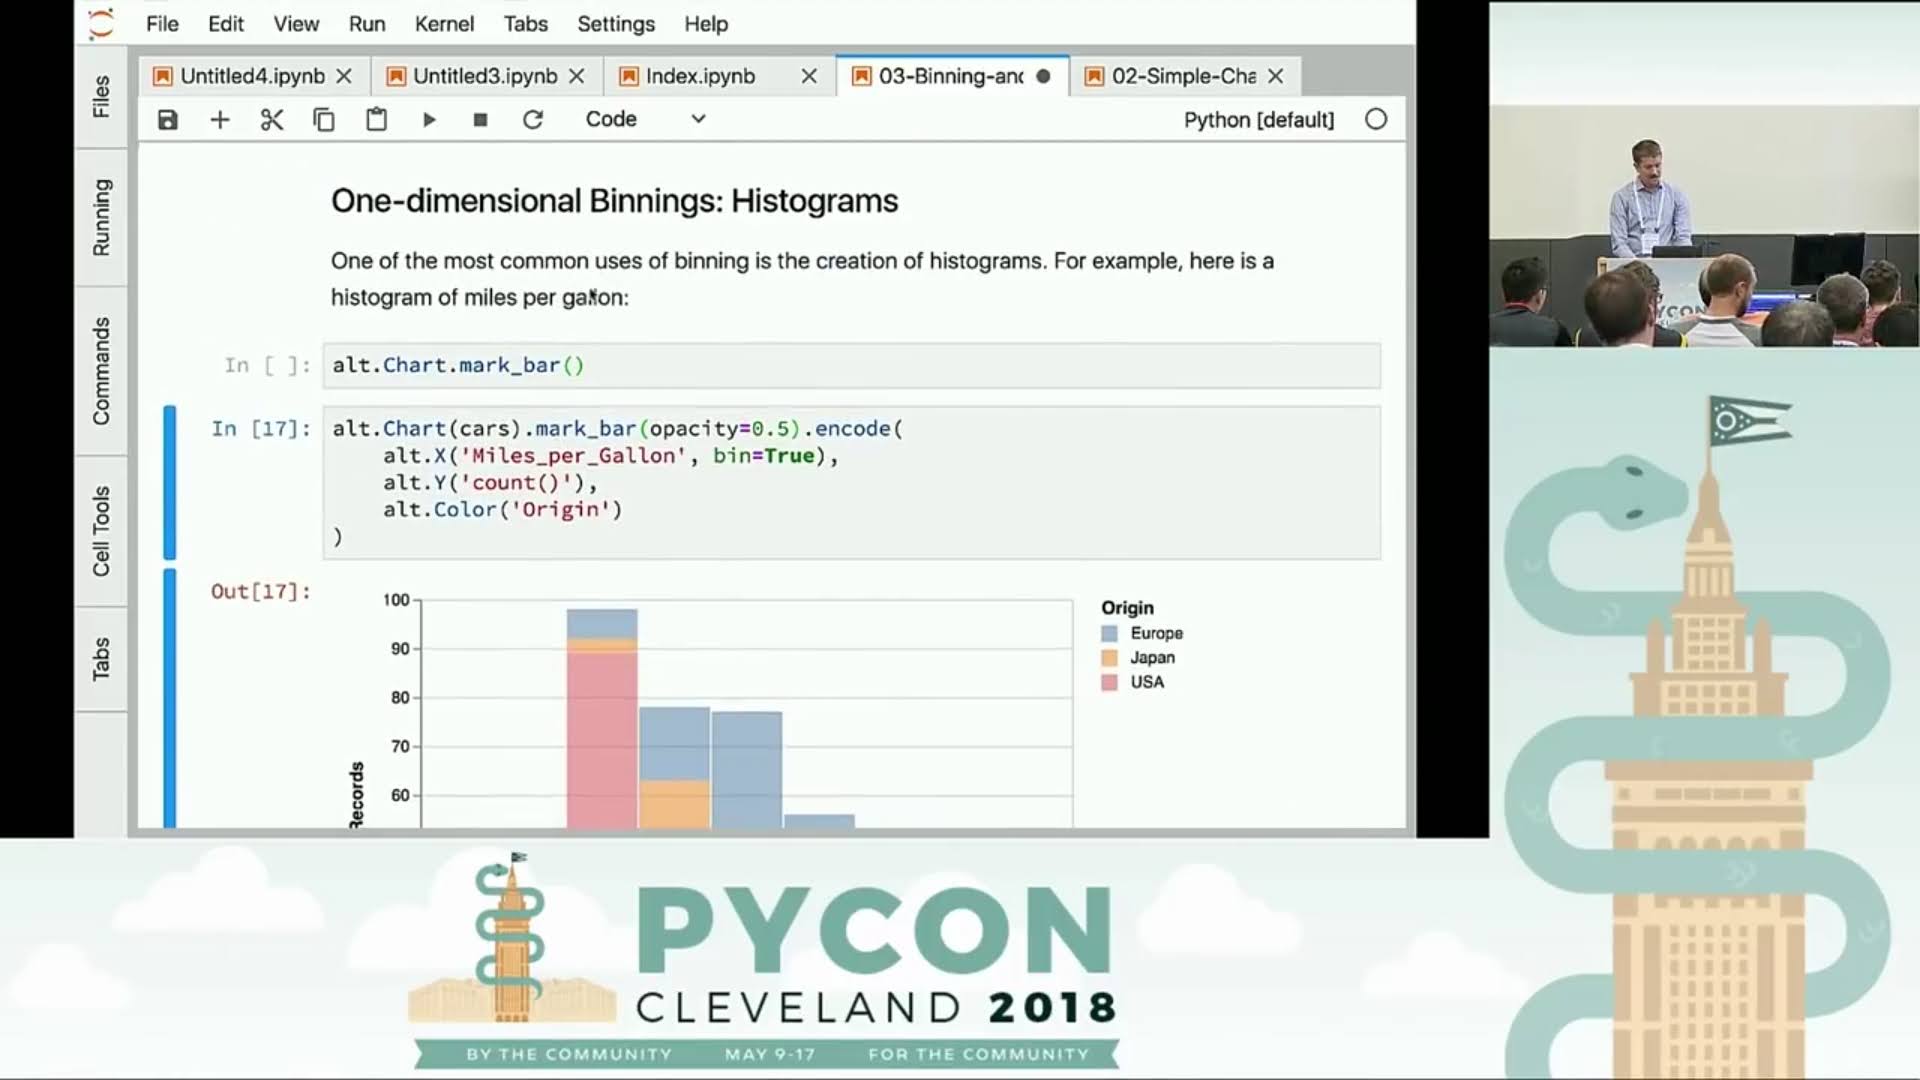 File Edit View Run Kernel Tabs Settings Help
Untitled4.ipynb Untitled3.ipynb Index.ipynb 03-Binning-and 02-Simple-Cha
Code Python [default]
Files
Running
Commands
Cell Tools
Tabs
One-dimensional Binnings: Histograms
One of the most common uses of binning is the creation of histograms. For example, here is a
histogram of miles per gallon:
In [ ]: alt.Chart.mark_bar()
In [17]: alt.Chart(cars).mark_bar(opacity=0.5).encode(
alt.X('Miles_per_Gallon', bin=True),
alt.Y('count()'),
alt.Color('Origin')
)
Out[17]:
100
90
80
70
60
Records
Origin
Europe
Japan
USA
PYCON
PYCON
CLEVELAND 2018
BY THE COMMUNITY MAY 9-17 FOR THE COMMUNITY